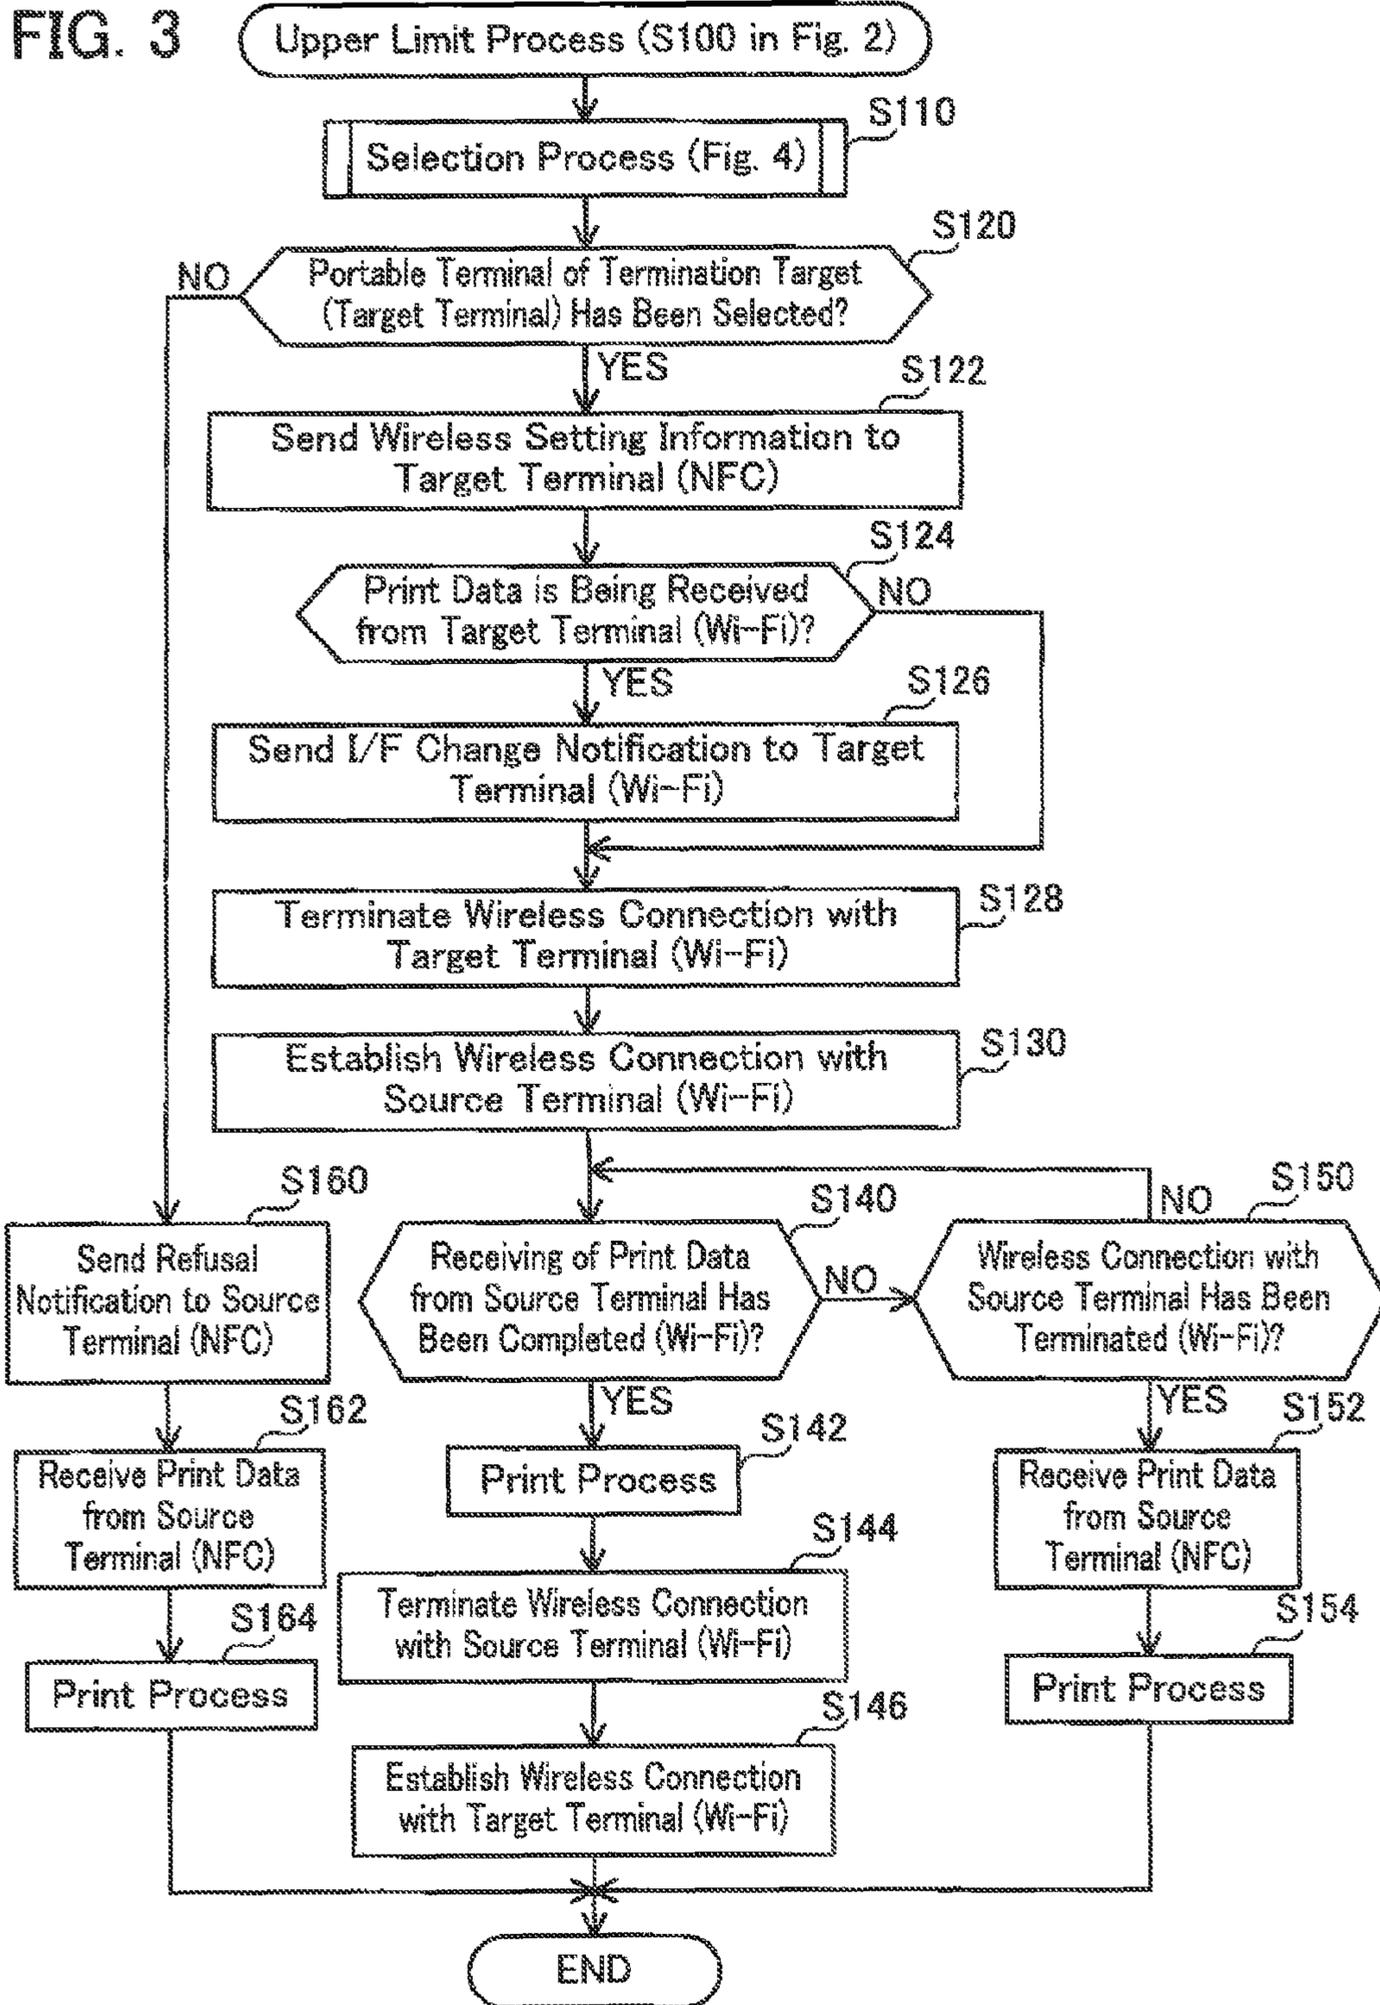 FIG. 3
Upper Limit Process (S100 in Fig. 2)
S110
Selection Process (Fig. 4)
S120
NO
Portable Terminal of Termination Target
(Target Terminal) Has Been Selected?
YES
S122
Send Wireless Setting Information to
Target Terminal (NFC)
S124
Print Data is Being Received
from Target Terminal (Wi-Fi)?
NO
YES
S126
Send I/F Change Notification to Target
Terminal (Wi-Fi)
S128
Terminate Wireless Connection with
Target Terminal (Wi-Fi)
S130
Establish Wireless Connection with
Source Terminal (Wi-Fi)
S160
Send Refusal
Notification to Source
Terminal (NFC)
S140
Receiving of Print Data
from Source Terminal Has
Been Completed (Wi-Fi)?
NO
S150
NO
Wireless Connection with
Source Terminal Has Been
Terminated (Wi-Fi)?
S162
Receive Print Data
from Source
Terminal (NFC)
YES
S142
Print Process
YES
S152
Receive Print Data
from Source
Terminal (NFC)
S144
Terminate Wireless Connection
with Source Terminal (Wi-Fi)
S164
Print Process
S154
Print Process
S146
Establish Wireless Connection
with Target Terminal (Wi-Fi)
END